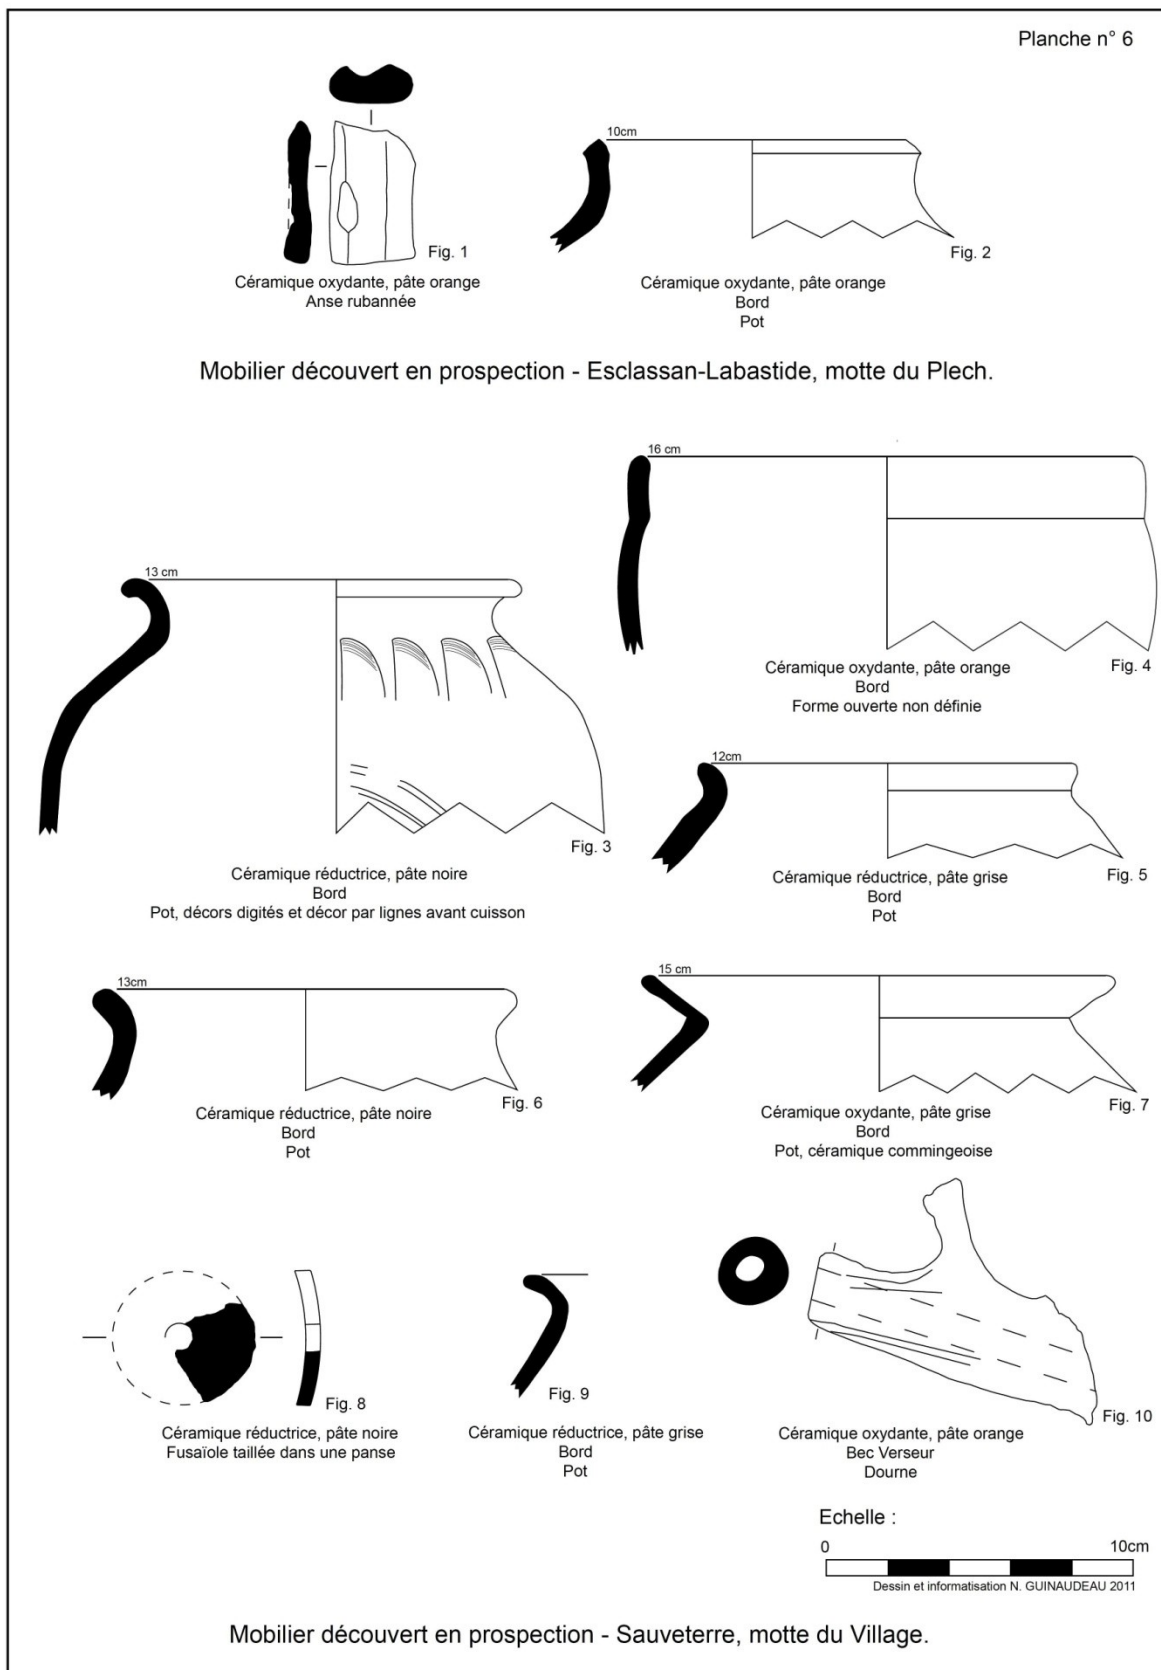 Planche n° 6
10cm
Fig. 1
Fig. 2
Céramique oxydante, pâte orange
Anse rubannée
Céramique oxydante, pâte orange
Bord
Pot
Mobilier découvert en prospection - Esclassan-Labastide, motte du Plech.
16 cm
13 cm
Fig. 4
Céramique oxydante, pâte orange
Bord
Forme ouverte non définie
12cm
Fig. 3
Céramique réductrice, pâte noire
Bord
Pot, décors digités et décor par lignes avant cuisson
Fig. 5
Céramique réductrice, pâte grise
Bord
Pot
13cm
15 cm
Fig. 6
Céramique réductrice, pâte noire
Bord
Pot
Fig. 7
Céramique oxydante, pâte grise
Bord
Pot, céramique commingeoise
Fig. 8
Céramique réductrice, pâte noire
Fusaïole taillée dans une panse
Fig. 9
Céramique réductrice, pâte grise
Bord
Pot
Fig. 10
Céramique oxydante, pâte orange
Bec Verseur
Dourne
Echelle :
0 10cm
Dessin et informatisation N. GUINAUDEAU 2011
Mobilier découvert en prospection - Sauveterre, motte du Village.